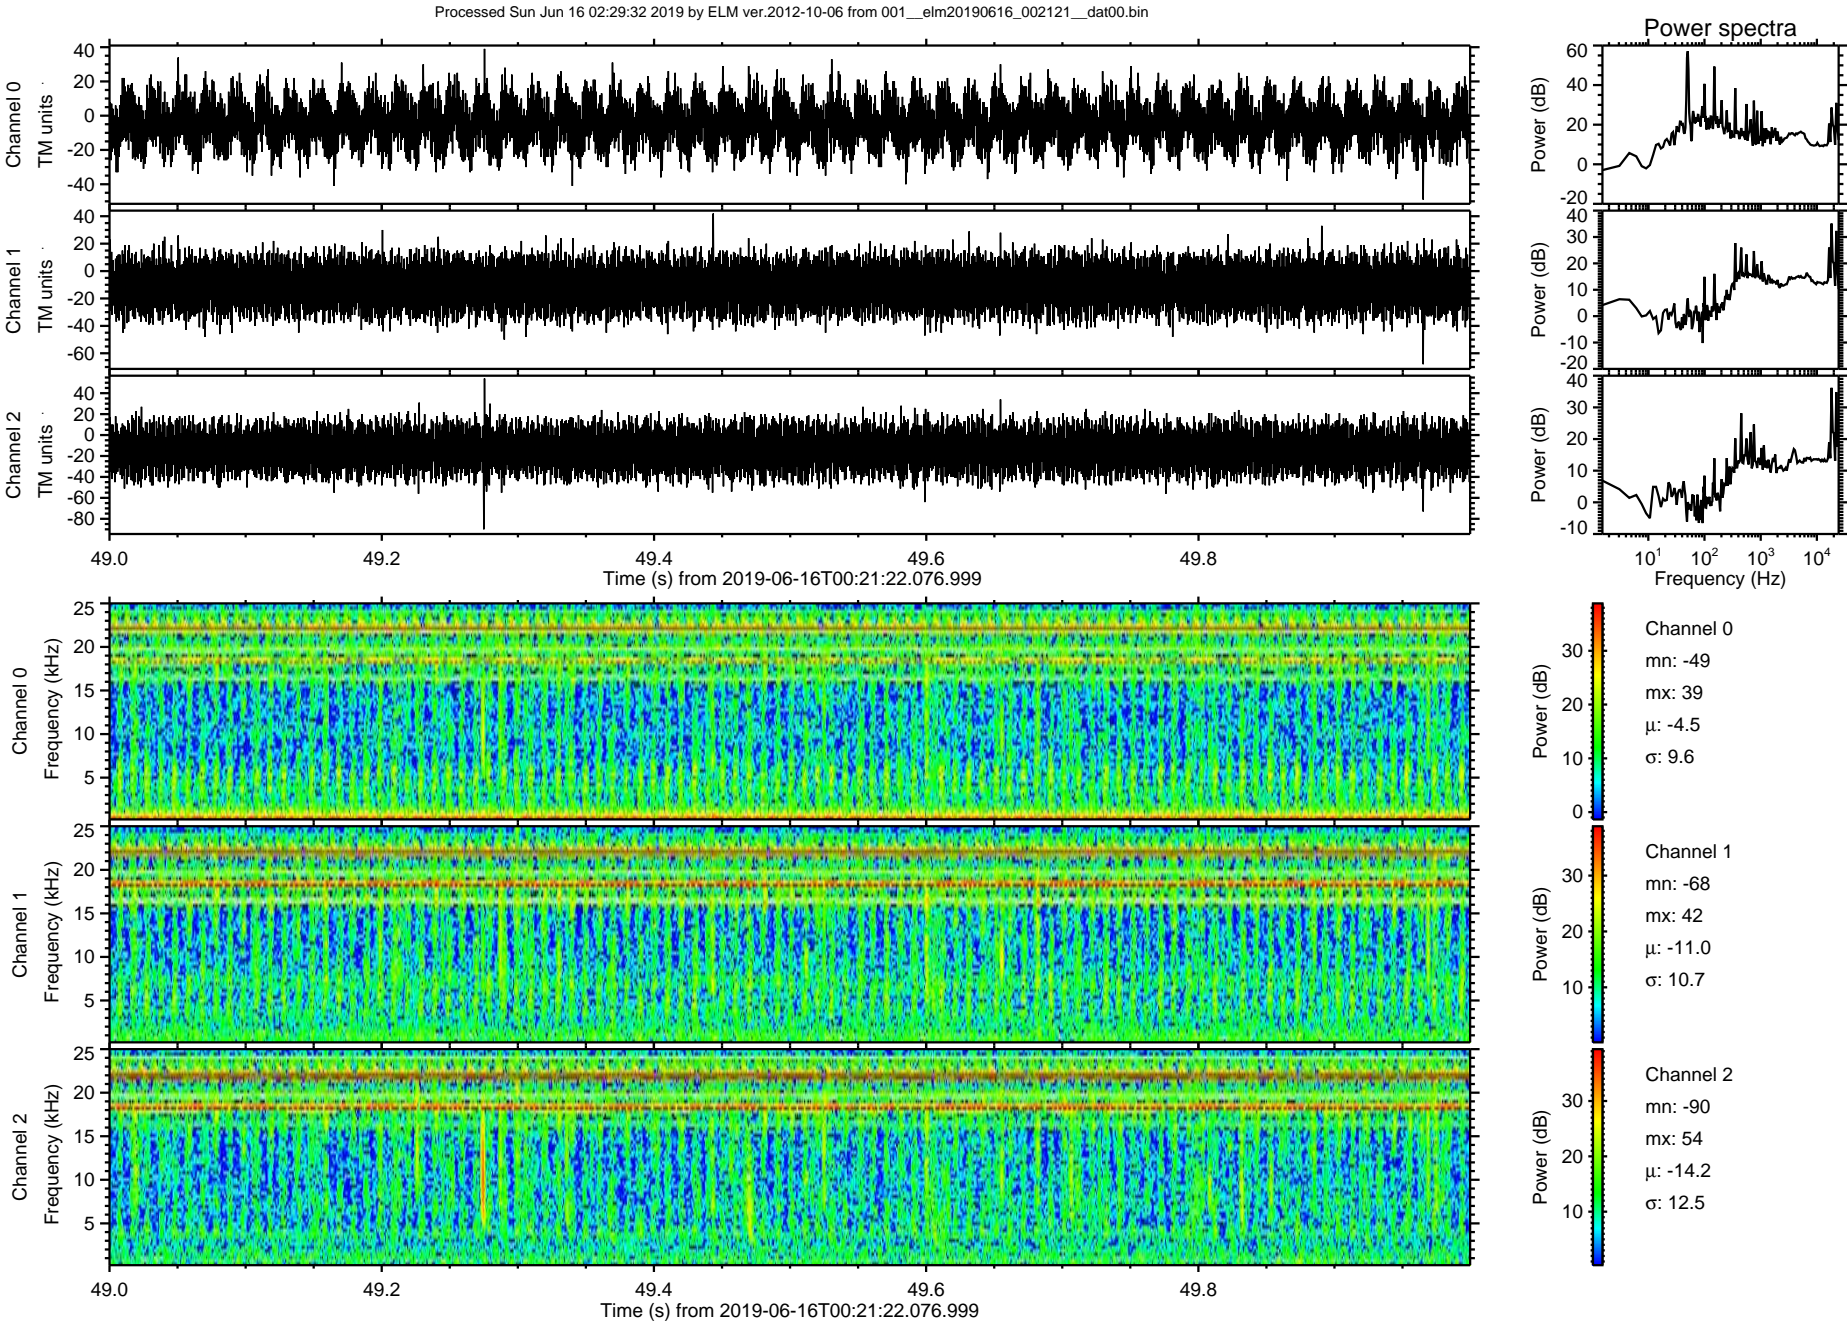 Processed Sun Jun 16 02:29:32 2019 by ELM ver.2012-10-06 from 001__elm20190616_002121__dat00.bin
Power spectra
Channel 0
TM units
40
20
0
-20
-40
Power (dB)
60
40
20
0
-20
Channel 1
TM units
40
20
0
-20
-40
-60
Power (dB)
40
30
20
10
0
-10
-20
Channel 2
TM units
40
20
0
-20
-40
-60
-80
Power (dB)
40
30
20
10
0
-10
49.0 49.2 49.4 49.6 49.8
Time (s) from 2019-06-16T00:21:22.076.999
10^1 10^2 10^3 10^4
Frequency (Hz)
Channel 0
Frequency (kHz)
25
20
15
10
5
Power (dB)
30
20
10
0
Channel 0
mn: -49
mx: 39
μ: -4.5
σ: 9.6
Channel 1
Frequency (kHz)
25
20
15
10
5
Power (dB)
30
20
10
Channel 1
mn: -68
mx: 42
μ: -11.0
σ: 10.7
Channel 2
Frequency (kHz)
25
20
15
10
5
Power (dB)
30
20
10
Channel 2
mn: -90
mx: 54
μ: -14.2
σ: 12.5
49.0 49.2 49.4 49.6 49.8
Time (s) from 2019-06-16T00:21:22.076.999